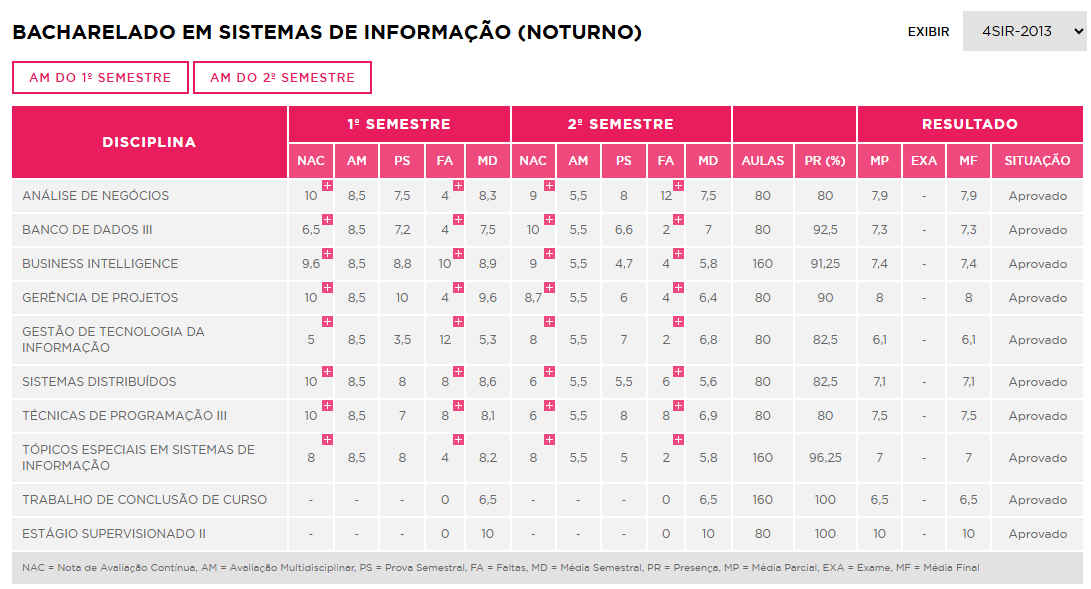 BACHARELADO EM SISTEMAS DE INFORMAÇÃO (NOTURNO)
EXIBIR 4SIR-2013
AM DO 1º SEMESTRE AM DO 2º SEMESTRE
DISCIPLINA 1º SEMESTRE 2º SEMESTRE RESULTADO
NAC AM PS FA MD NAC AM PS FA MD AULAS PR (%) MP EXA MF SITUAÇÃO
ANÁLISE DE NEGÓCIOS 10 + 8,5 7,5 4 + 8,3 9 + 5,5 8 12 + 7,5 80 80 7,9 - 7,9 Aprovado
BANCO DE DADOS III 6,5 + 8,5 7,2 4 + 7,5 10 + 5,5 6,6 2 + 7 80 92,5 7,3 - 7,3 Aprovado
BUSINESS INTELLIGENCE 9,6 + 8,5 8,8 10 + 8,9 9 + 5,5 4,7 4 + 5,8 160 91,25 7,4 - 7,4 Aprovado
GERÊNCIA DE PROJETOS 10 + 8,5 10 4 + 9,6 8,7 + 5,5 6 4 + 6,4 80 90 8 - 8 Aprovado
GESTÃO DE TECNOLOGIA DA
INFORMAÇÃO 5 + 8,5 3,5 12 + 5,3 8 + 5,5 7 2 + 6,8 80 82,5 6,1 - 6,1 Aprovado
SISTEMAS DISTRIBUÍDOS 10 + 8,5 8 8 + 8,6 6 + 5,5 5,5 6 + 5,6 80 82,5 7,1 - 7,1 Aprovado
TÉCNICAS DE PROGRAMAÇÃO III 10 + 8,5 7 8 + 8,1 6 + 5,5 8 8 + 6,9 80 80 7,5 - 7,5 Aprovado
TÓPICOS ESPECIAIS EM SISTEMAS DE
INFORMAÇÃO 8 + 8,5 8 4 + 8,2 8 + 5,5 5 2 + 5,8 160 96,25 7 - 7 Aprovado
TRABALHO DE CONCLUSÃO DE CURSO - - - 0 6,5 - - - 0 6,5 160 100 6,5 - 6,5 Aprovado
ESTÁGIO SUPERVISIONADO II - - - 0 10 - - - 0 10 80 100 10 - 10 Aprovado
NAC = Nota de Avaliação Contínua, AM = Avaliação Multidisciplinar, PS = Prova Semestral, FA = Faltas, MD = Média Semestral, PR = Presença, MP = Média Parcial, EXA = Exame, MF = Média Final